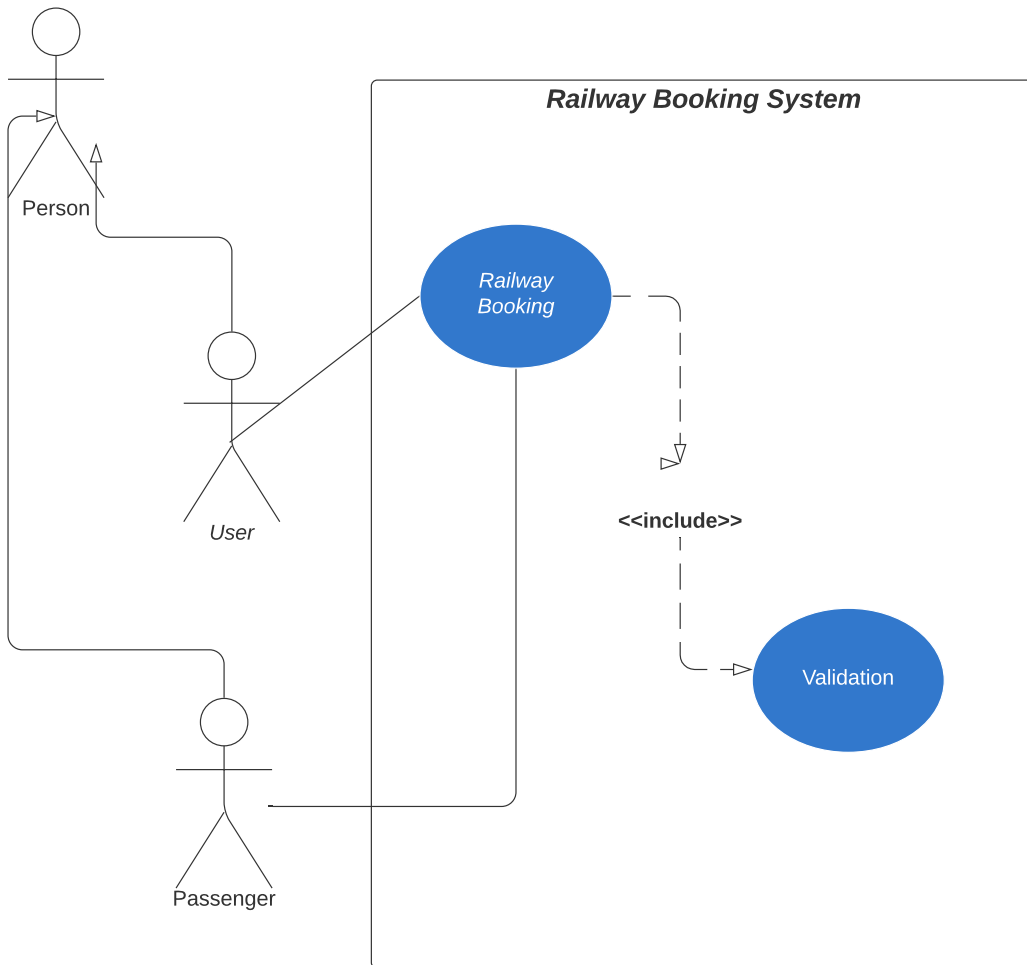 Railway Booking System
Person
Railway
Booking
<<include>>
User
Validation
Passenger